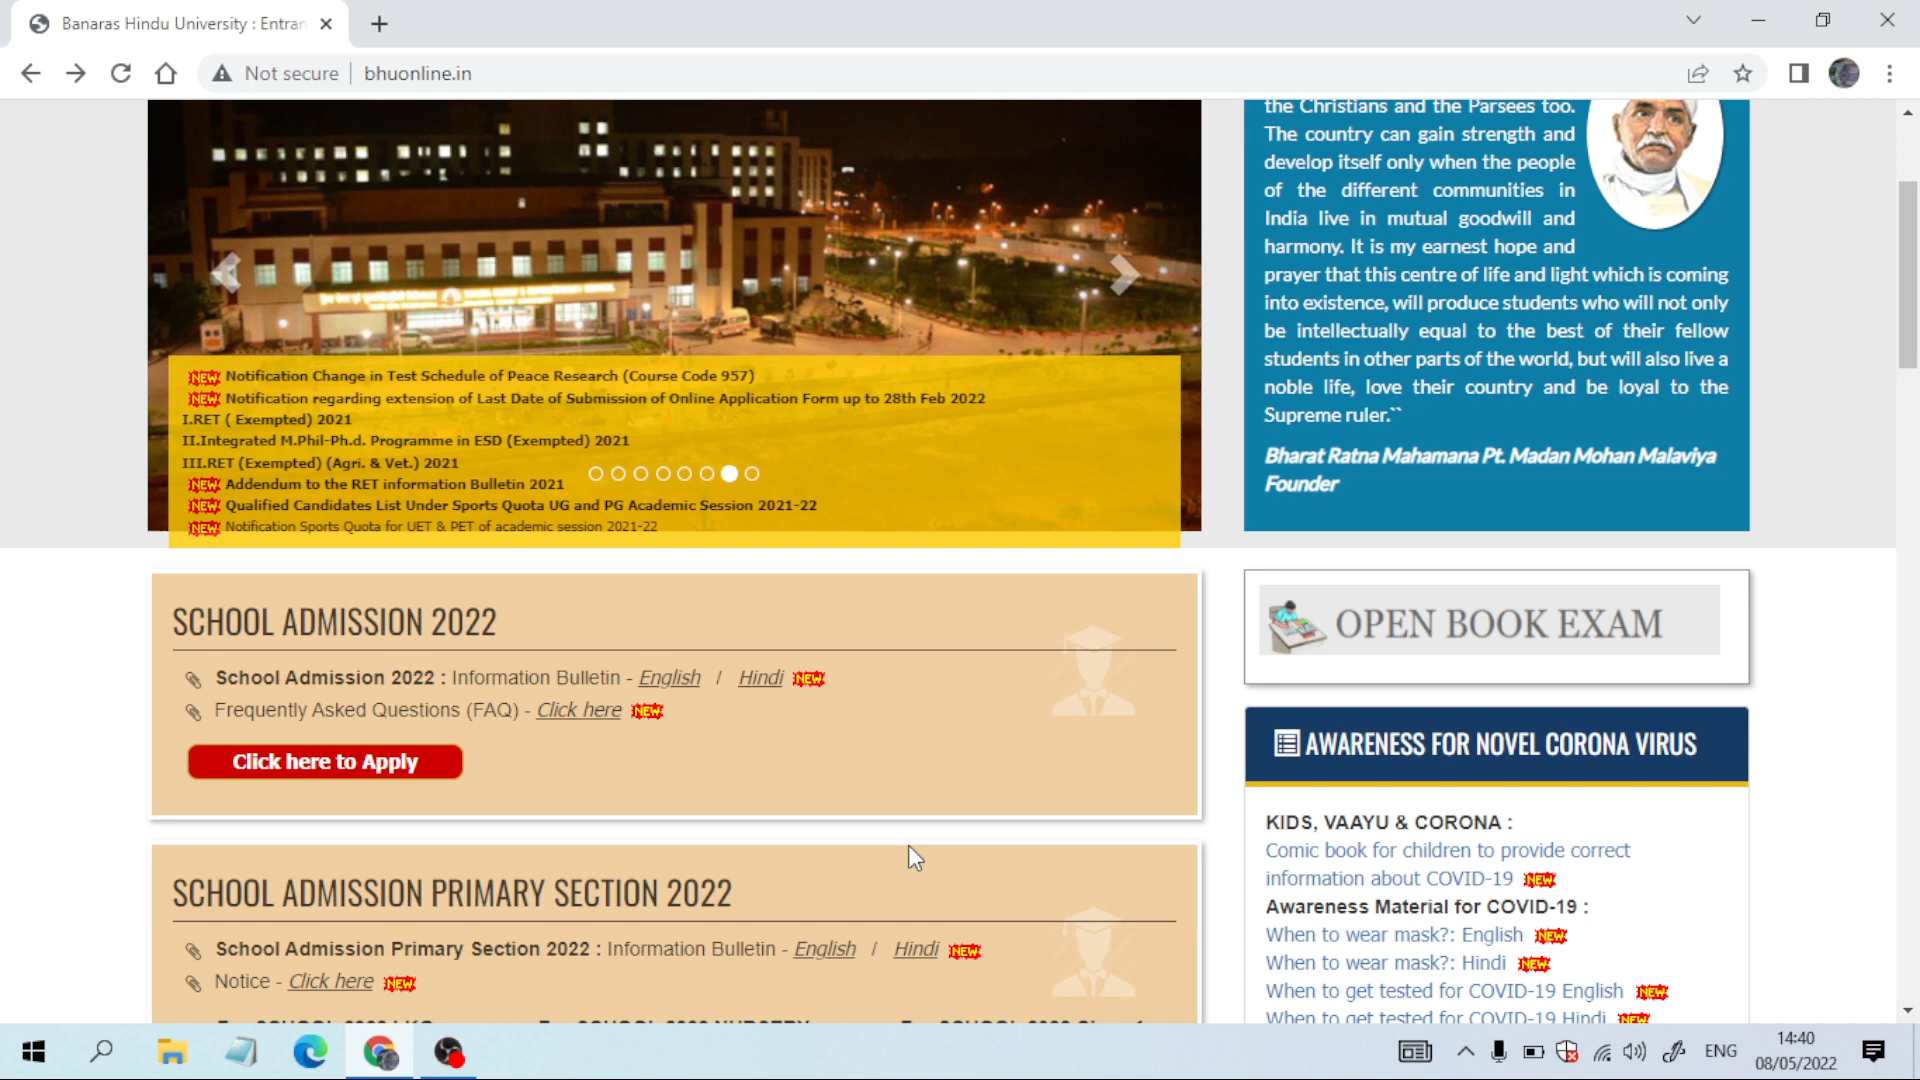 Banaras Hindu University : Entran
Not secure
bhuonline.in
the Christians and the Parsees too.
The country can gain strength and
develop itself only when the people
of the different communities in
India live in mutual goodwill and
harmony. It is my earnest hope and
prayer that this centre of life and light which is coming
into existence, will produce students who will not only
be intellectually equal to the best of their fellow
students in other parts of the world, but will also live a
noble life, love their country and be loyal to the
Supreme ruler.``
Bharat Ratna Mahamana Pt. Madan Mohan Malaviya
Founder
NEW Notification Change in Test Schedule of Peace Research (Course Code 957)
NEW Notification regarding extension of Last Date of Submission of Online Application Form up to 28th Feb 2022
I.RET ( Exempted) 2021
II.Integrated M.Phil-Ph.d. Programme in ESD (Exempted) 2021
III.RET (Exempted) (Agri. & Vet.) 2021
NEW Addendum to the RET information Bulletin 2021
NEW Qualified Candidates List Under Sports Quota UG and PG Academic Session 2021-22
NEW Notification Sports Quota for UET & PET of academic session 2021-22
SCHOOL ADMISSION 2022
School Admission 2022 : Information Bulletin - English / Hindi NEW
Frequently Asked Questions (FAQ) - Click here NEW
Click here to Apply
SCHOOL ADMISSION PRIMARY SECTION 2022
School Admission Primary Section 2022 : Information Bulletin - English / Hindi NEW
Notice - Click here NEW
OPEN BOOK EXAM
AWARENESS FOR NOVEL CORONA VIRUS
KIDS, VAAYU & CORONA :
Comic book for children to provide correct
information about COVID-19 NEW
Awareness Material for COVID-19 :
When to wear mask?: English NEW
When to wear mask?: Hindi NEW
When to get tested for COVID-19 English NEW
When to get tested for COVID-19 Hindi NEW
ENG
14:40
08/05/2022